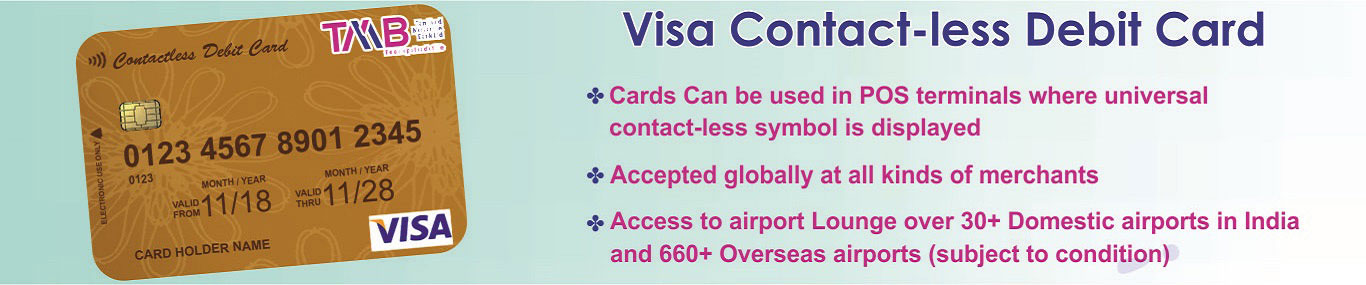 Contactless Debit Card
TMB
0123 4567 8901 2345
0123
ELECTRONIC USE ONLY
MONTH / YEAR
VALID FROM 11/18
MONTH / YEAR
VALID THRU 11/28
CARD HOLDER NAME
VISA
Visa Contact-less Debit Card
Cards Can be used in POS terminals where universal
contact-less symbol is displayed
Accepted globally at all kinds of merchants
Access to airport Lounge over 30+ Domestic airports in India
and 660+ Overseas airports (subject to condition)